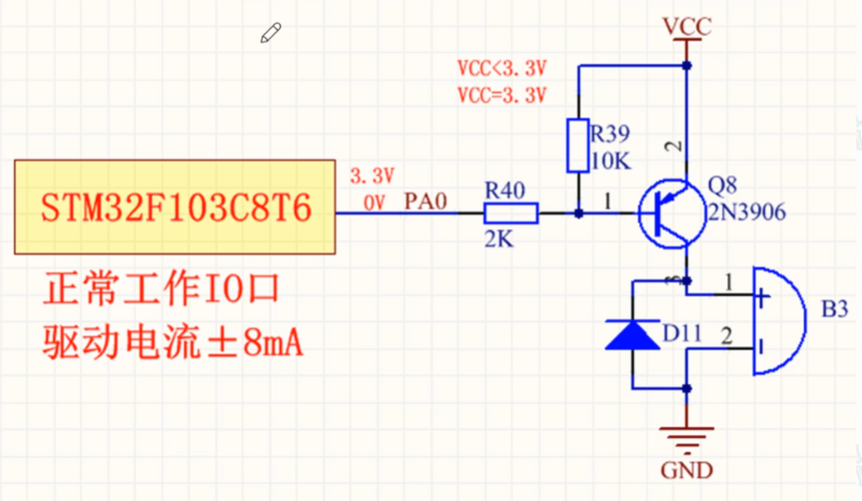 VCC
VCC<3.3V
VCC=3.3V
R39
10K
2
STM32F103C8T6
3.3V
0V
PA0
R40
2K
1
Q8
2N3906
正常工作IO口
驱动电流±8mA
3
1
+
B3
D11
2
GND